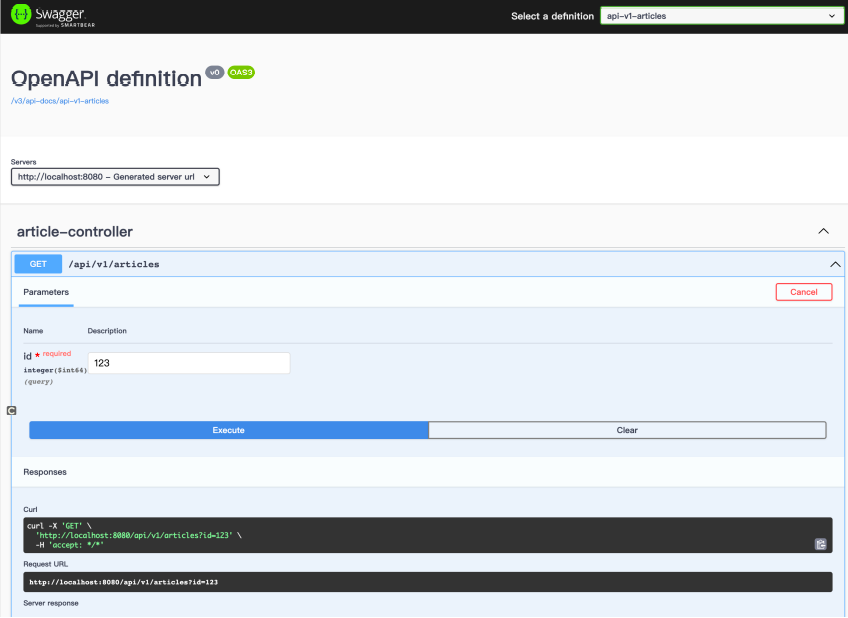 Swagger.
Supported by SMARTBEAR
Select a definition
api-v1-articles
OpenAPI definition v0 OAS3
/v3/api-docs/api-v1-articles
Servers
http://localhost:8080 - Generated server url
article-controller
GET /api/v1/articles
Parameters
Cancel
Name Description
id * required
123
integer($int64)
(query)
Execute
Clear
Responses
Curl
curl -X 'GET' \
'http://localhost:8080/api/v1/articles?id=123' \
-H 'accept: */*'
Request URL
http://localhost:8080/api/v1/articles?id=123
Server response